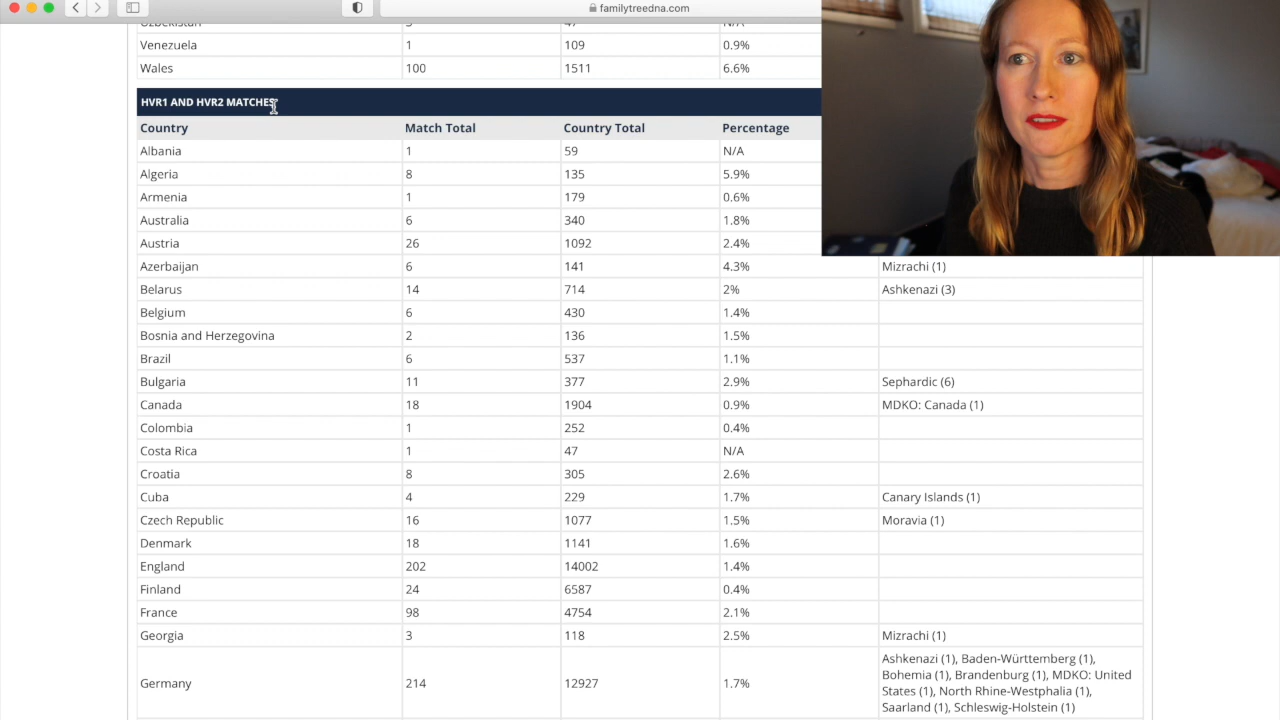 familytreedna.com
Uzbekistan 3 47 N/A
Venezuela 1 109 0.9%
Wales 100 1511 6.6%
HVR1 AND HVR2 MATCHES
Country Match Total Country Total Percentage
Albania 1 59 N/A
Algeria 8 135 5.9%
Armenia 1 179 0.6%
Australia 6 340 1.8%
Austria 26 1092 2.4%
Azerbaijan 6 141 4.3% Mizrachi (1)
Belarus 14 714 2% Ashkenazi (3)
Belgium 6 430 1.4%
Bosnia and Herzegovina 2 136 1.5%
Brazil 6 537 1.1%
Bulgaria 11 377 2.9% Sephardic (6)
Canada 18 1904 0.9% MDKO: Canada (1)
Colombia 1 252 0.4%
Costa Rica 1 47 N/A
Croatia 8 305 2.6%
Cuba 4 229 1.7% Canary Islands (1)
Czech Republic 16 1077 1.5% Moravia (1)
Denmark 18 1141 1.6%
England 202 14002 1.4%
Finland 24 6587 0.4%
France 98 4754 2.1%
Georgia 3 118 2.5% Mizrachi (1)
Germany 214 12927 1.7% Ashkenazi (1), Baden-Württemberg (1),
Bohemia (1), Brandenburg (1), MDKO: United
States (1), North Rhine-Westphalia (1),
Saarland (1), Schleswig-Holstein (1)